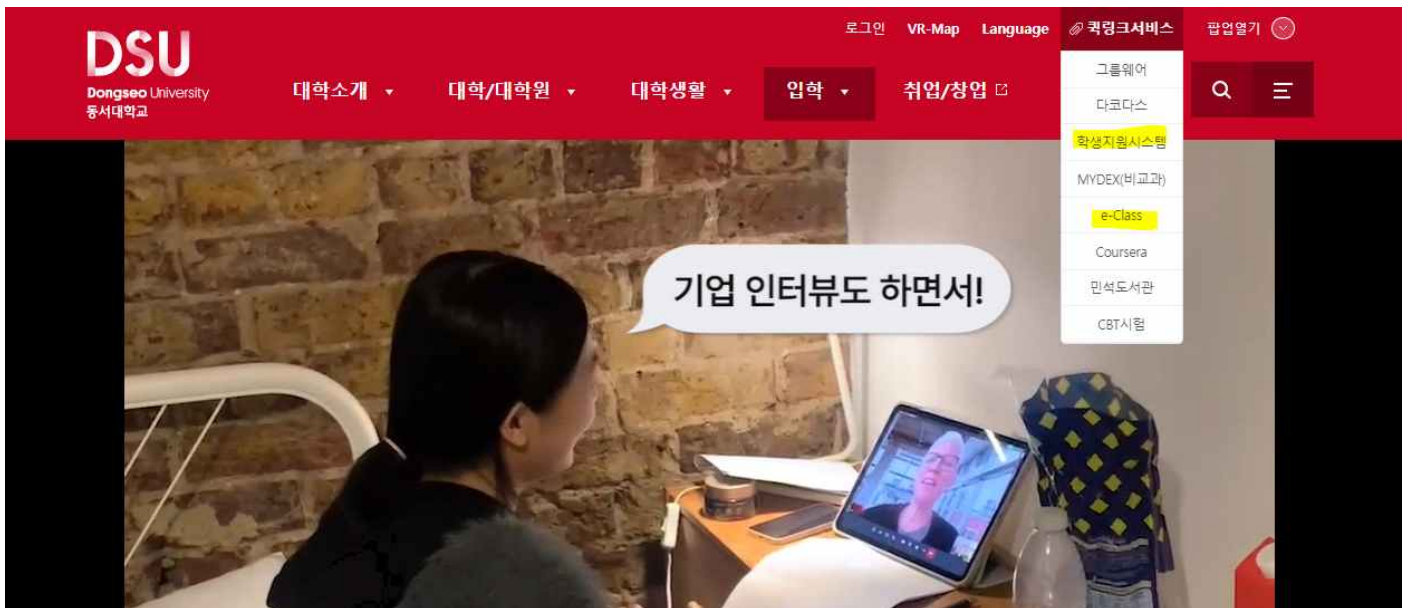 로그인 VR-Map Language 퀵링크서비스 팝업열기
DSU
Dongseo University
동서대학교
대학소개 대학/대학원 대학생활 입학 취업/창업
그룹웨어
다코다스
학생지원시스템
MYDEX(비교과)
e-Class
Coursera
민석도서관
CBT시험
기업 인터뷰도 하면서!